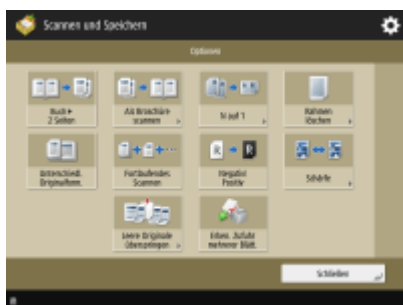 Scannen und Speichern
Optionen
Buch ▸
2 Seiten
Als Broschüre
scannen
N auf 1
Rahmen
löschen
Unterschiedl.
Originalform.
Fortlaufendes
Scannen
Negativ/
Positiv
Schärfe
Leere Originale
überspringen
Erkenn. Zufuhr
mehrerer Blätt.
Schließen